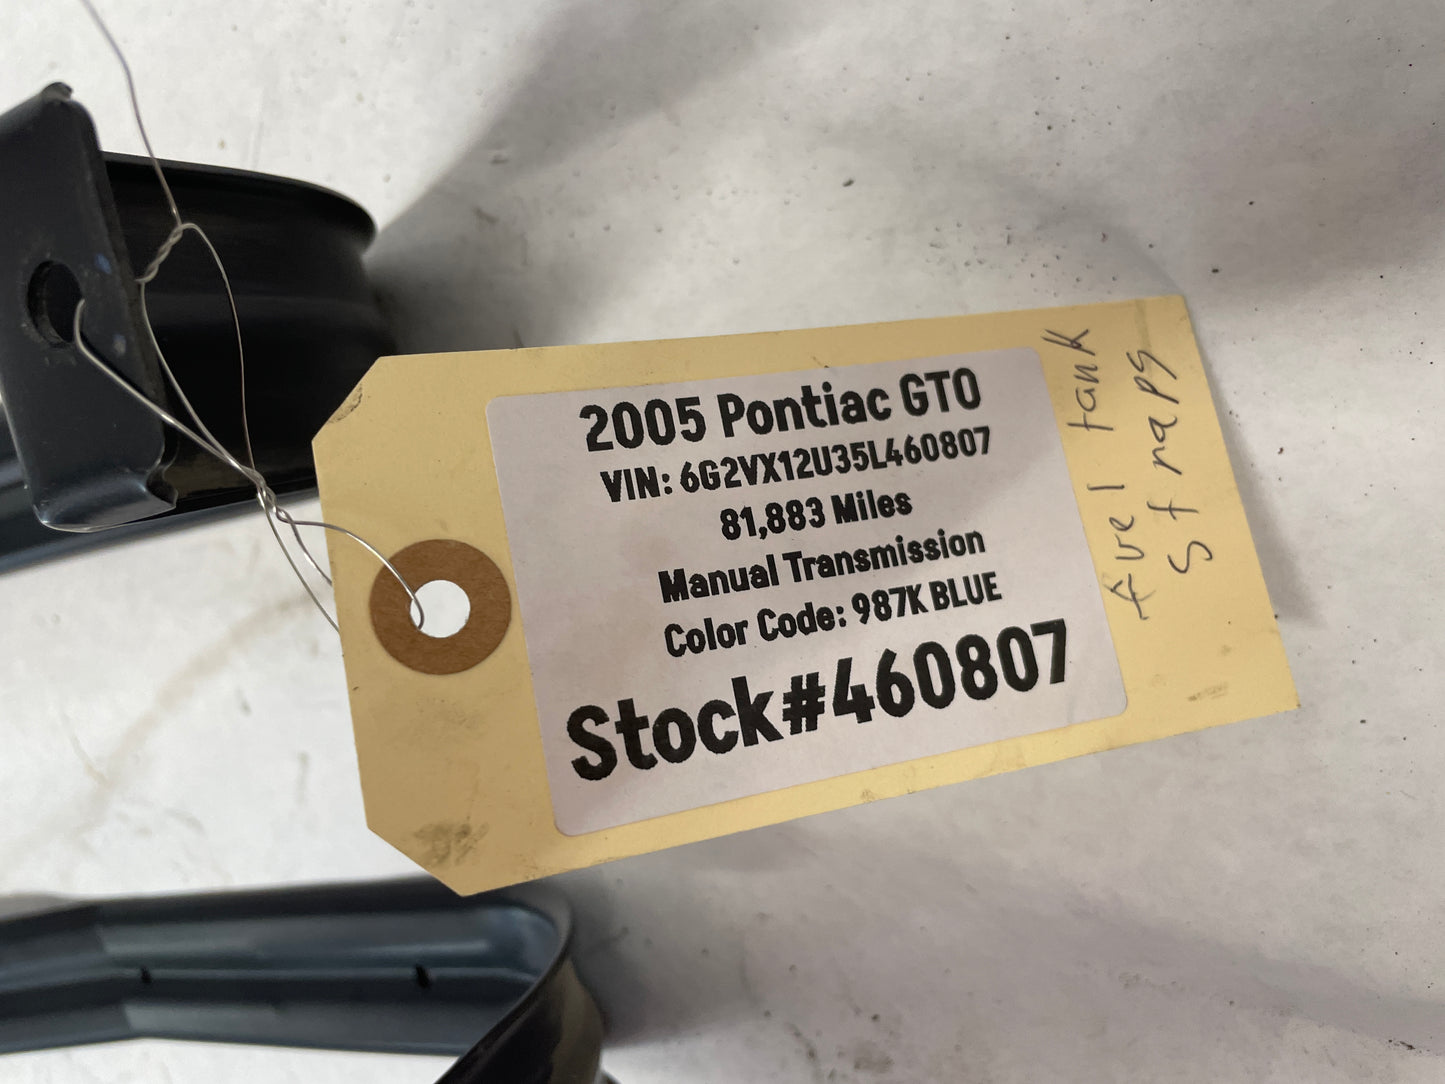 2005 Pontiac GTO
VIN: 6G2VX12U35L460807
81,883 Miles
Manual Transmission
Color Code: 987K BLUE
Stock#460807
fuel tank
straps